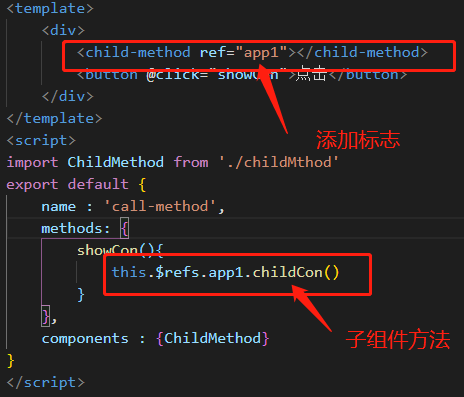 <template>
<div>
<child-method ref="app1"></child-method>
<button @click="showCon">点击</button>
</div>
</template>
添加标志
<script>
import ChildMethod from './childMthod'
export default {
name : 'call-method',
methods: {
showCon(){
this.$refs.app1.childCon()
}
子组件方法
},
components : {ChildMethod}
}
</script>